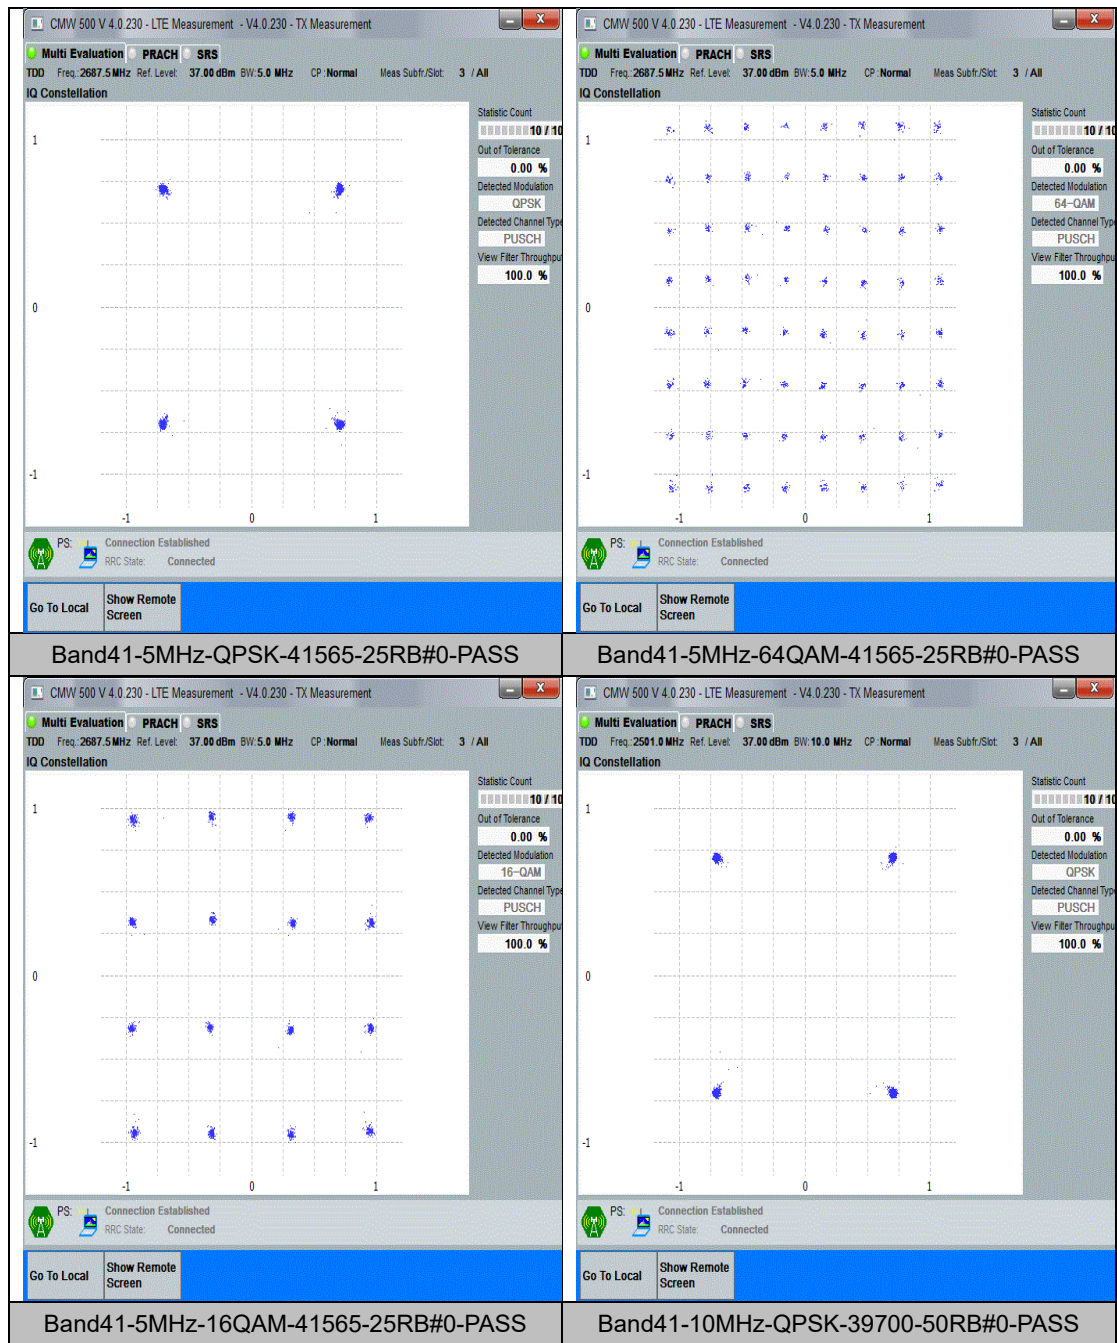 CMW 500 V 4.0.230 - LTE Measurement - V4.0.230 - TX Measurement
Multi Evaluation PRACH SRS
TDD Freq.: 2687.5 MHz Ref. Level: 37.00 dBm BW: 5.0 MHz CP : Normal Meas Subfr./Slot: 3 / All
IQ Constellation
Statistic Count
10 / 10
Out of Tolerance
0.00 %
Detected Modulation
QPSK
Detected Channel Type
PUSCH
View Filter Throughpu
100.0 %
1
0
-1
-1 0 1
PS: Connection Established
RRC State: Connected
Go To Local
Show Remote
Screen
Band41-5MHz-QPSK-41565-25RB#0-PASS
CMW 500 V 4.0.230 - LTE Measurement - V4.0.230 - TX Measurement
Multi Evaluation PRACH SRS
TDD Freq.: 2687.5 MHz Ref. Level: 37.00 dBm BW: 5.0 MHz CP : Normal Meas Subfr./Slot: 3 / All
IQ Constellation
Statistic Count
10 / 10
Out of Tolerance
0.00 %
Detected Modulation
64-QAM
Detected Channel Type
PUSCH
View Filter Throughpu
100.0 %
1
0
-1
-1 0 1
PS: Connection Established
RRC State: Connected
Go To Local
Show Remote
Screen
Band41-5MHz-64QAM-41565-25RB#0-PASS
CMW 500 V 4.0.230 - LTE Measurement - V4.0.230 - TX Measurement
Multi Evaluation PRACH SRS
TDD Freq.: 2687.5 MHz Ref. Level: 37.00 dBm BW: 5.0 MHz CP : Normal Meas Subfr./Slot: 3 / All
IQ Constellation
Statistic Count
10 / 10
Out of Tolerance
0.00 %
Detected Modulation
16-QAM
Detected Channel Type
PUSCH
View Filter Throughpu
100.0 %
1
0
-1
-1 0 1
PS: Connection Established
RRC State: Connected
Go To Local
Show Remote
Screen
Band41-5MHz-16QAM-41565-25RB#0-PASS
CMW 500 V 4.0.230 - LTE Measurement - V4.0.230 - TX Measurement
Multi Evaluation PRACH SRS
TDD Freq.: 2501.0 MHz Ref. Level: 37.00 dBm BW: 10.0 MHz CP : Normal Meas Subfr./Slot: 3 / All
IQ Constellation
Statistic Count
10 / 10
Out of Tolerance
0.00 %
Detected Modulation
QPSK
Detected Channel Type
PUSCH
View Filter Throughpu
100.0 %
1
0
-1
-1 0 1
PS: Connection Established
RRC State: Connected
Go To Local
Show Remote
Screen
Band41-10MHz-QPSK-39700-50RB#0-PASS